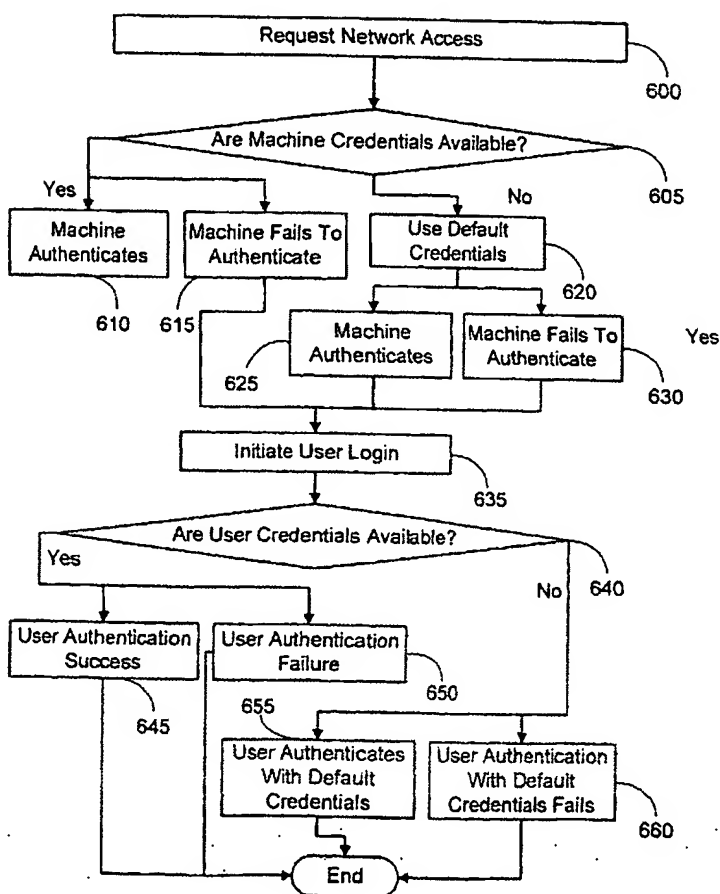 Request Network Access
600
Are Machine Credentials Available?
605
Yes
No
Machine
Authenticates
610
Machine Fails To
Authenticate
615
Use Default
Credentials
620
Machine
Authenticates
625
Machine Fails To
Authenticate
630
Yes
Initiate User Login
635
Are User Credentials Available?
640
Yes
No
User Authentication
Success
645
User Authentication
Failure
650
655
User Authenticates
With Default
Credentials
User Authentication
With Default
Credentials Fails
660
End